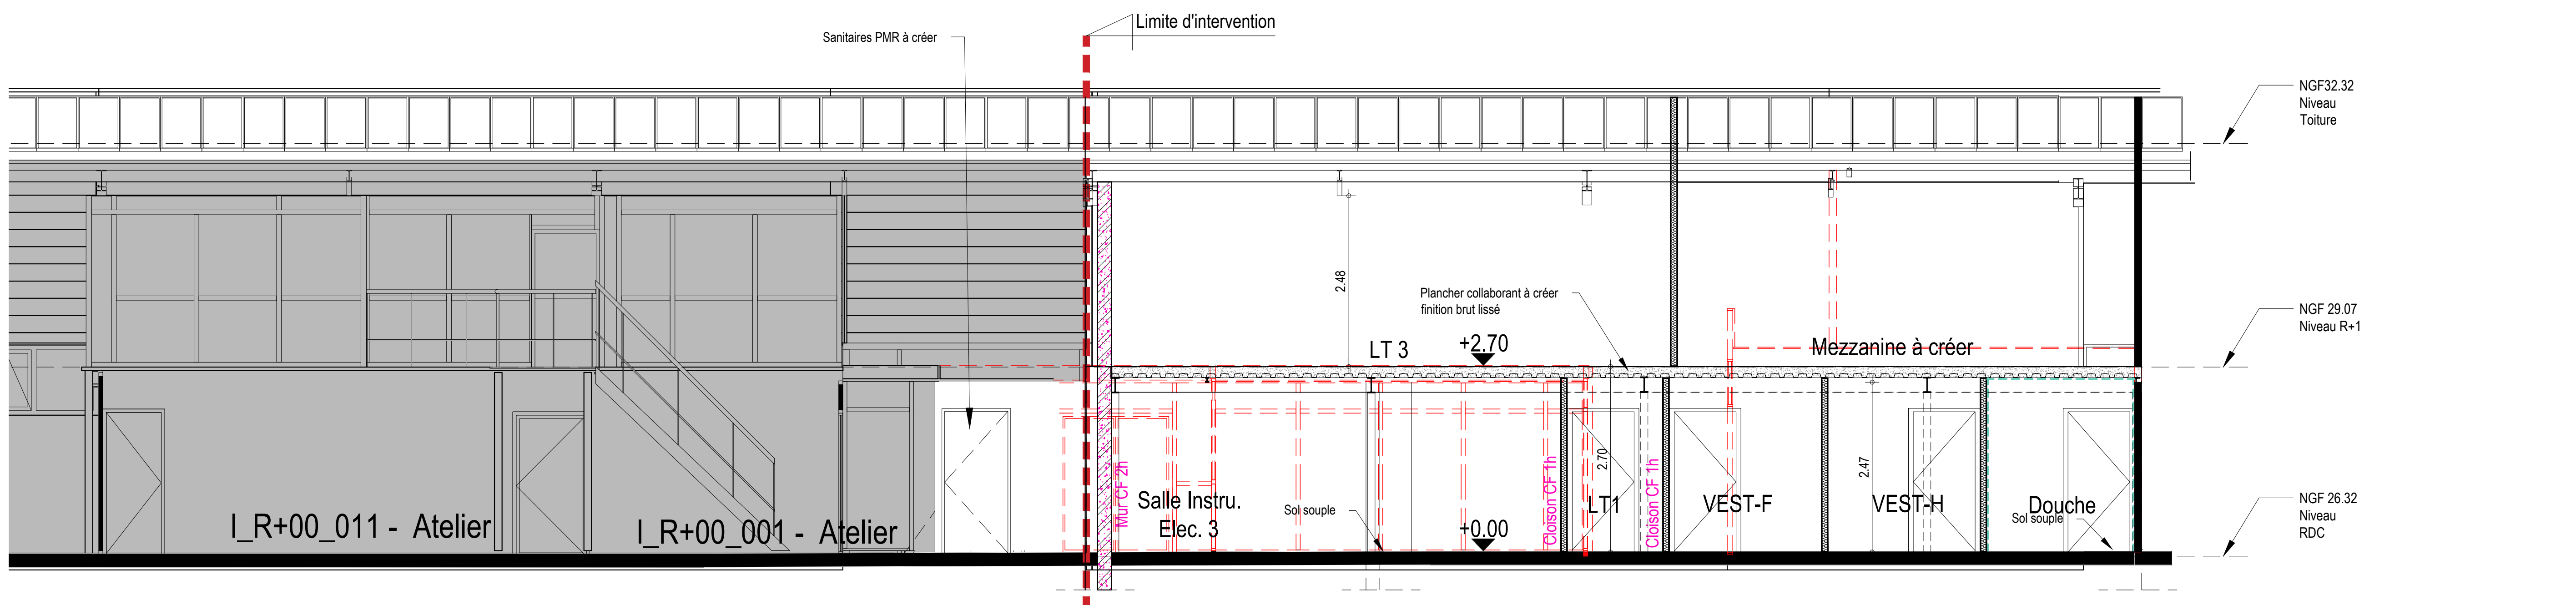 Limite d'intervention
Sanitaires PMR à créer
NGF32.32
Niveau
Toiture
2.48
Plancher collaborant à créer
finition brut lissé
NGF 29.07
Niveau R+1
LT 3
+2.70
Mezzanine à créer
Mur CF 2h
Cloison CF 1h
2.70
Cloison CF 1h
2.47
I_R+00_011 - Atelier
I_R+00_001 - Atelier
Salle Instru.
Elec. 3
Sol souple
+0.00
LT1
VEST-F
VEST-H
Douche
Sol souple
NGF 26.32
Niveau
RDC